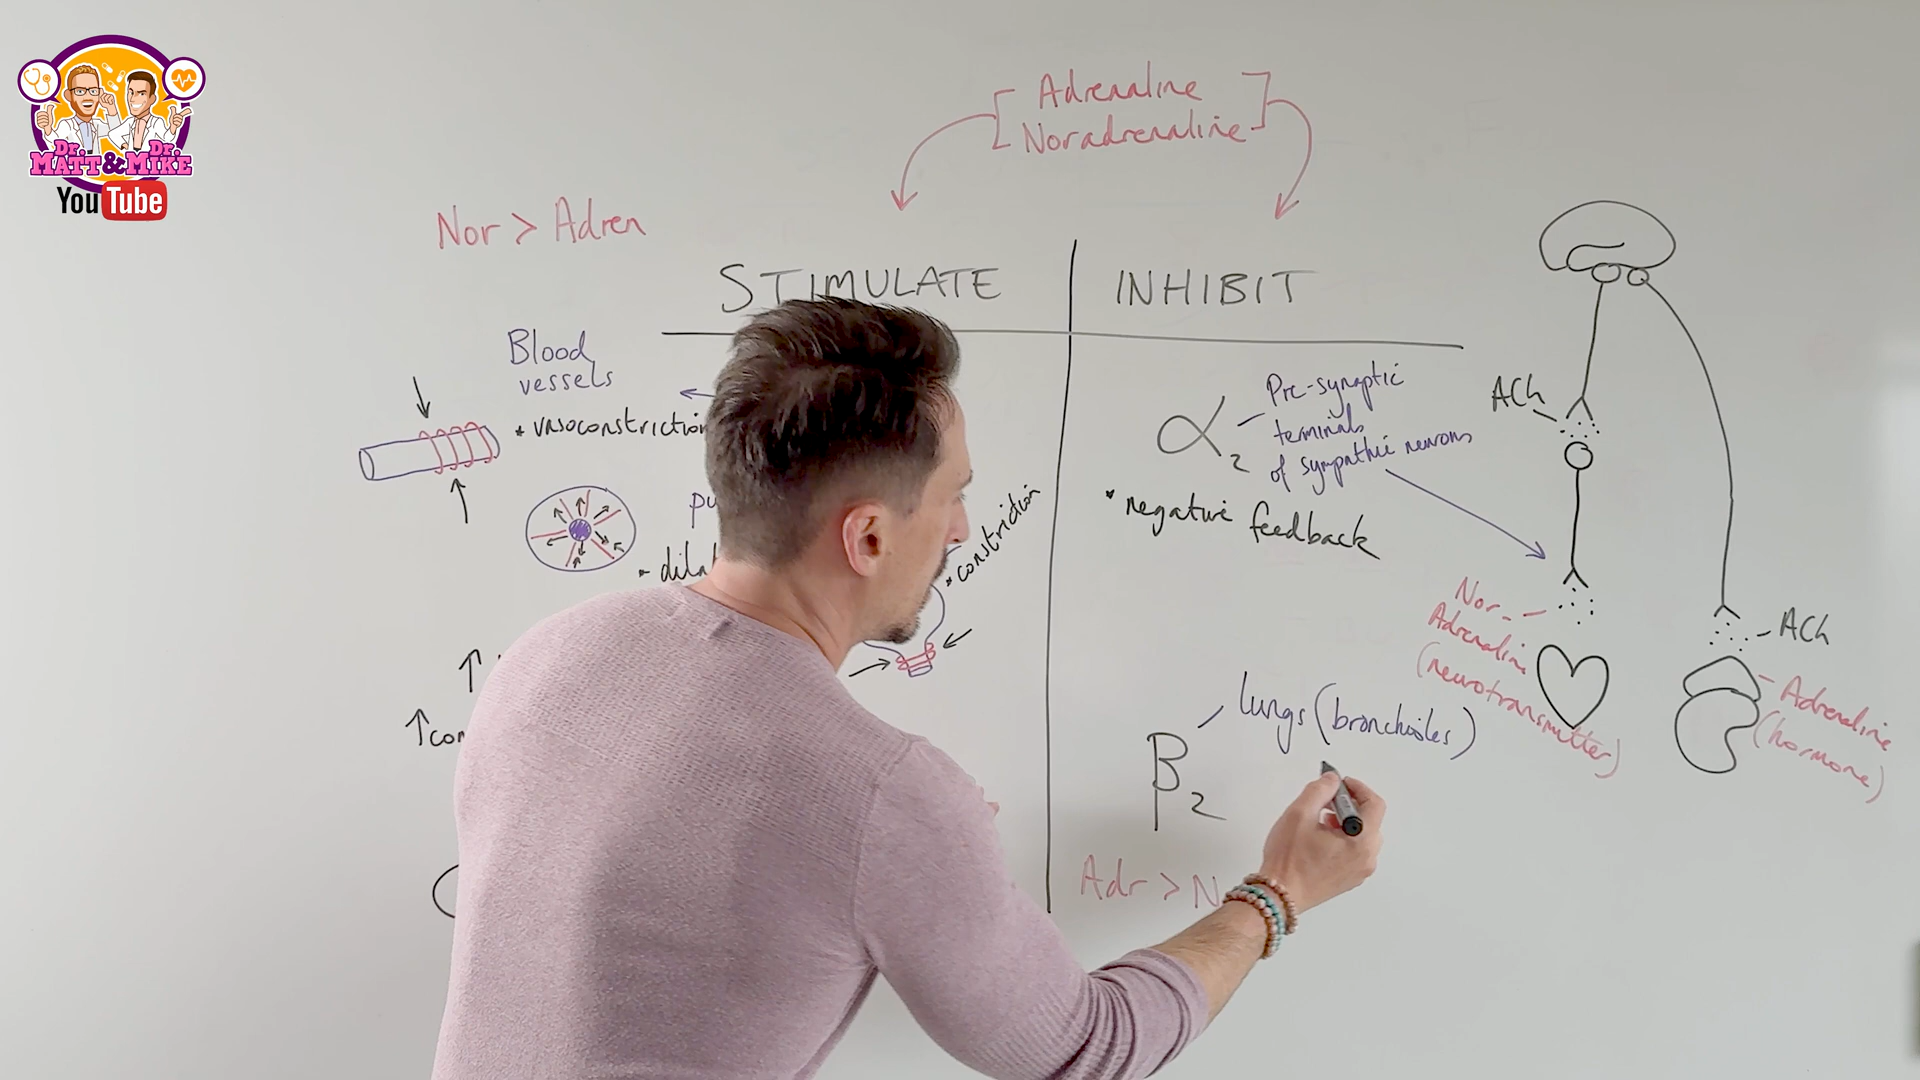 Dr.
Dr.
MATT & MIKE
YouTube
Adrenaline
Noradrenaline
Nor > Adren
STIMULATE
INHIBIT
Blood
vessels
* vasoconstriction
* constriction
α2
Pre-synaptic
terminals
of sympathetic neurons
* negative feedback
β2
lungs (bronchioles)
Adr > N
ACh
Nor-
Adrenaline
(neurotransmitter)
ACh
Adrenaline
(hormone)